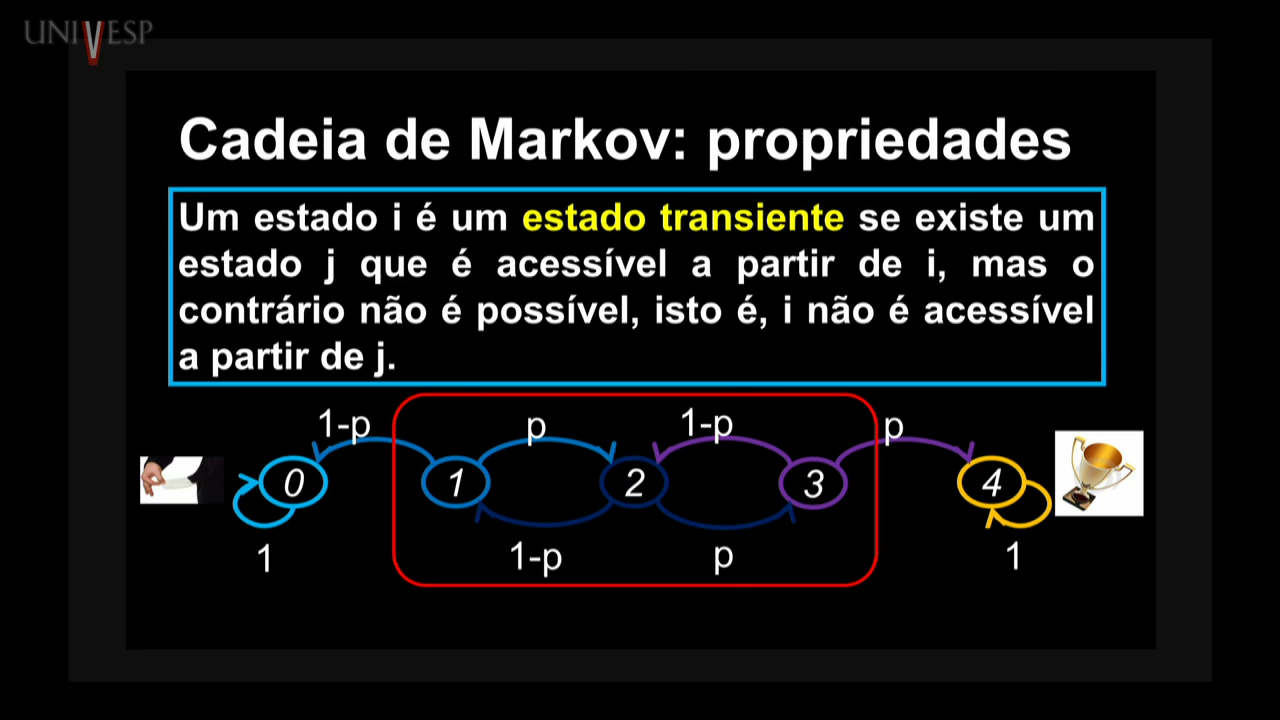 UNIVESP
Cadeia de Markov: propriedades
Um estado i é um estado transiente se existe um
estado j que é acessível a partir de i, mas o
contrário não é possível, isto é, i não é acessível
a partir de j.
1-p p 1-p p
0 1 2 3 4
1 1-p p 1